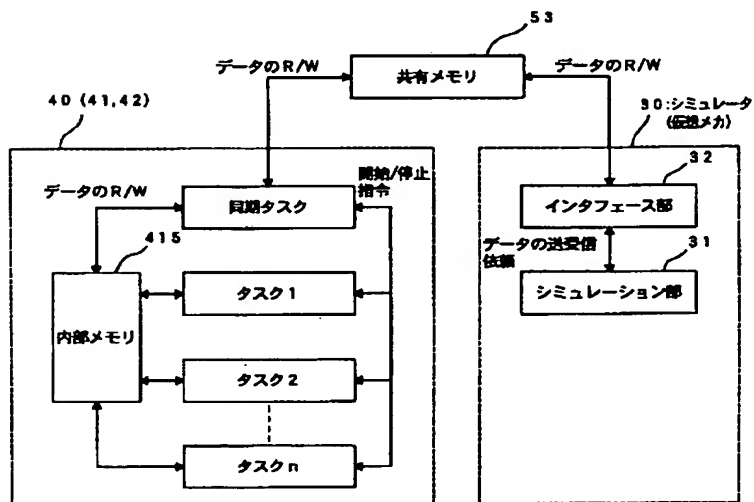 53
データのR/W
共有メモリ
データのR/W
40 (41,42)
30:シミュレータ
(仮想メカ)
データのR/W
同期タスク
開始/停止
指令
32
インタフェース部
415
データの送受信
依頼
31
タスク1
シミュレーション部
内部メモリ
タスク2
タスクn